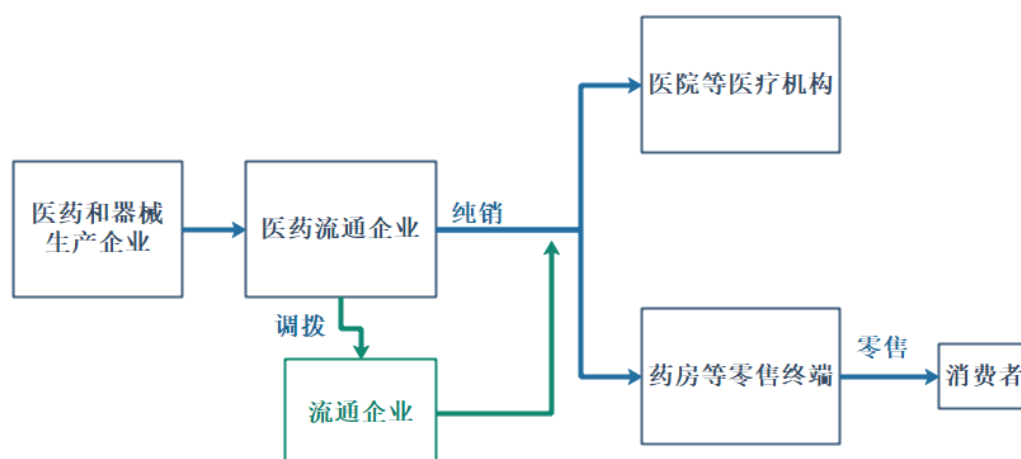 医院等医疗机构
医药和器械
生产企业
医药流通企业
纯销
调拨
流通企业
药房等零售终端
零售
消费者